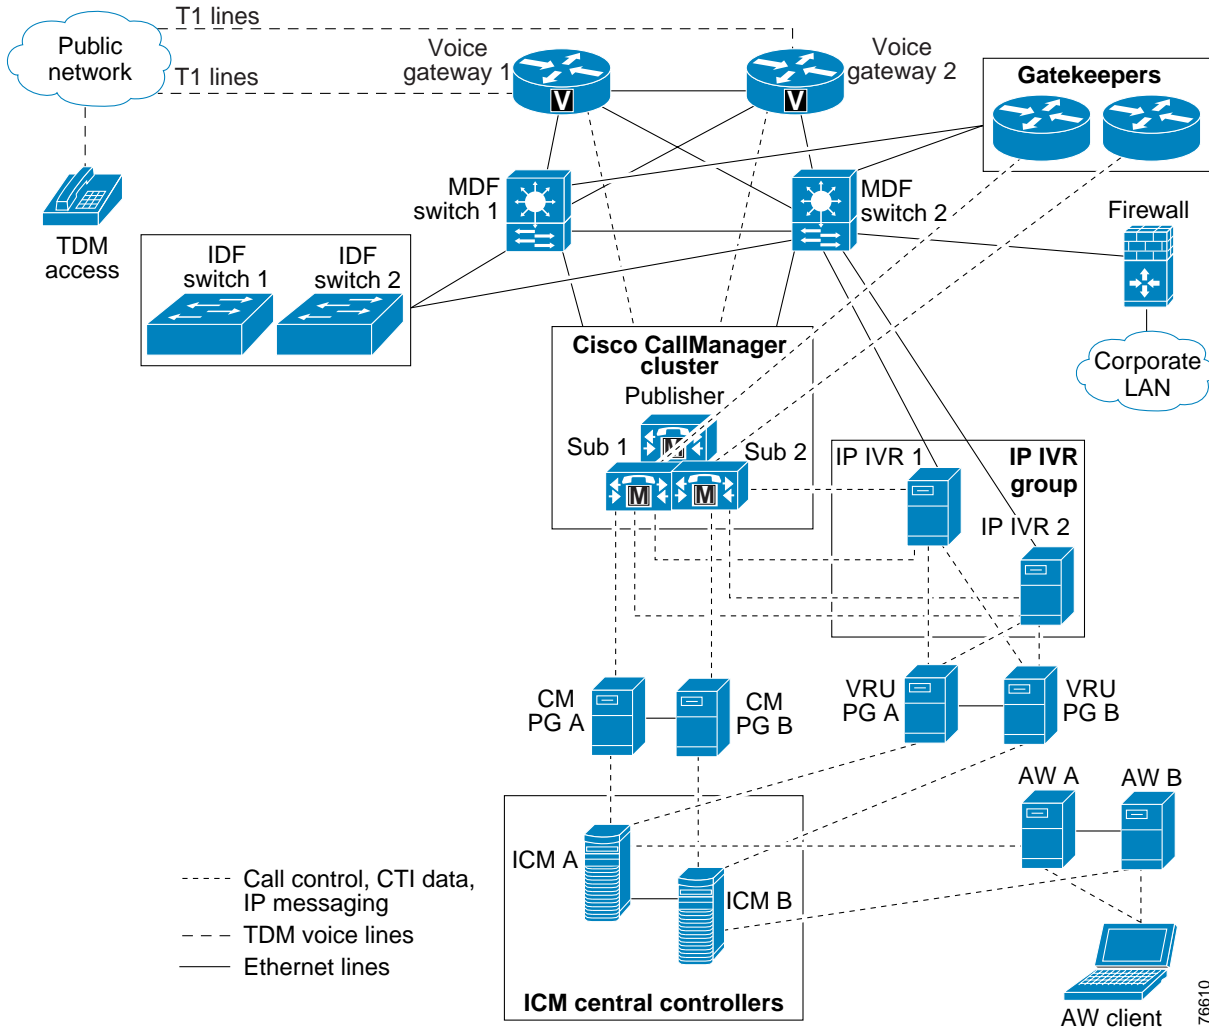 T1 lines
Public
network
T1 lines
Voice
gateway 1
V
Voice
gateway 2
V
Gatekeepers
TDM
access
MDF
switch 1
MDF
switch 2
Firewall
IDF
switch 1
IDF
switch 2
Corporate
LAN
Cisco CallManager
cluster
Publisher
M
Sub 1
M
Sub 2
M
IP IVR 1
IP IVR
group
IP IVR 2
CM
PG A
CM
PG B
VRU
PG A
VRU
PG B
AW A
AW B
ICM A
ICM B
ICM central controllers
AW client
Call control, CTI data,
IP messaging
TDM voice lines
Ethernet lines
76610